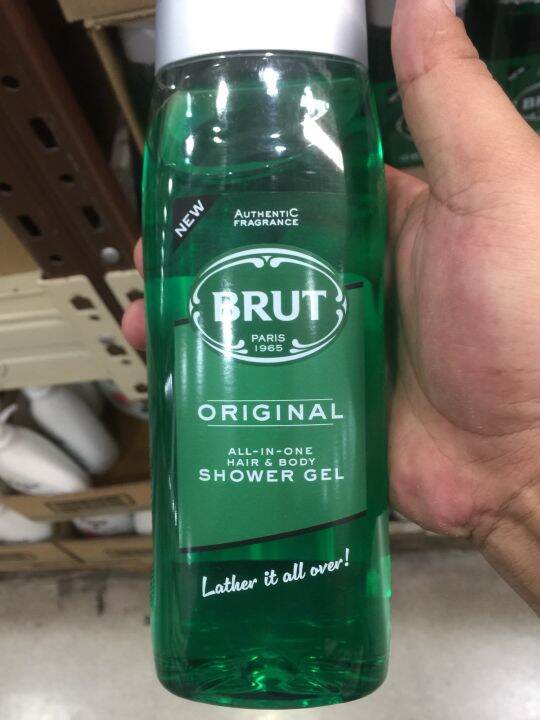 NEW
AUTHENTIC
FRAGRANCE
BRUT
PARIS
1965
ORIGINAL
ALL-IN-ONE
HAIR & BODY
SHOWER GEL
Lather it all over!